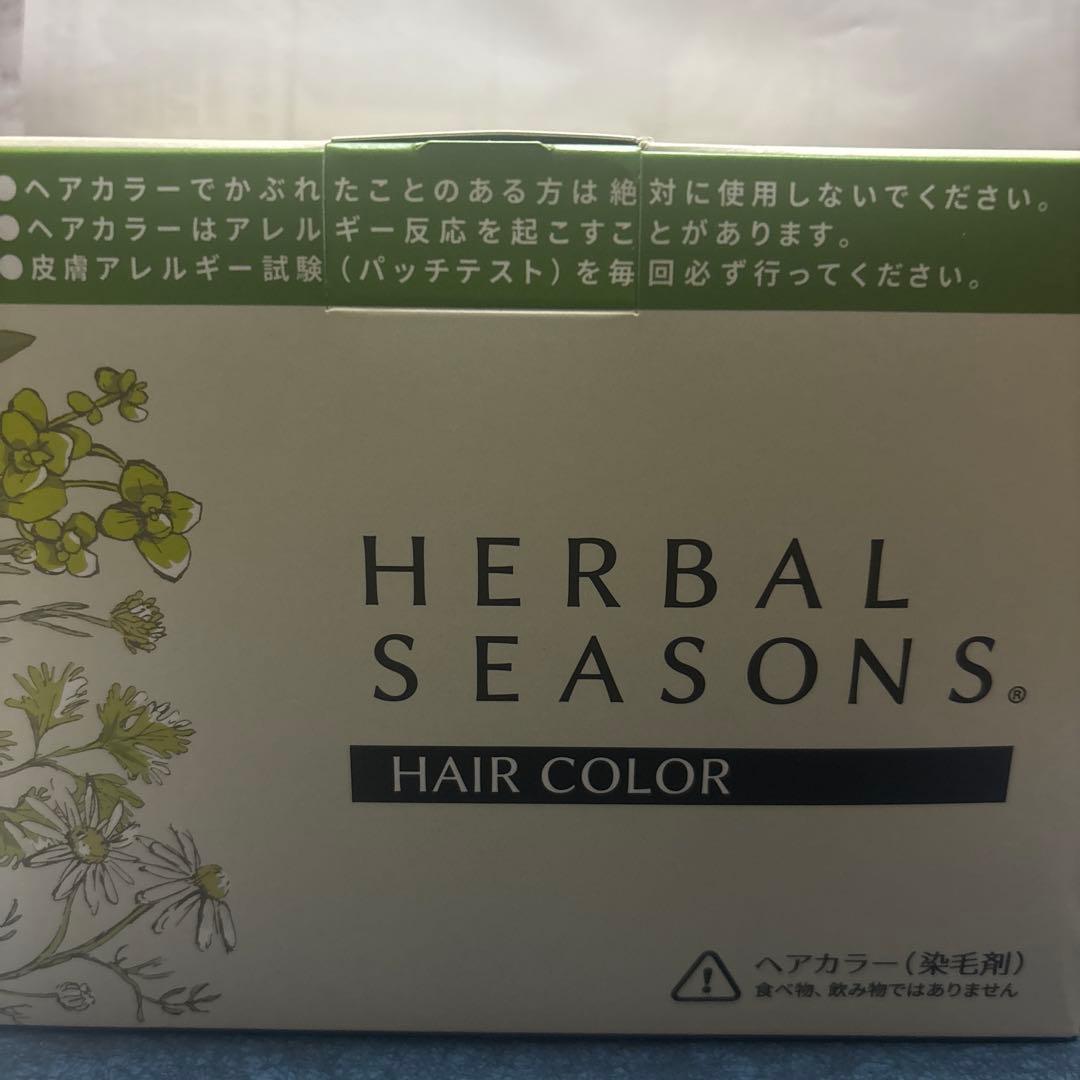 ●ヘアカラーでかぶれたことのある方は絶対に使用しないでください。
●ヘアカラーはアレルギー反応を起こすことがあります。
●皮膚アレルギー試験（パッチテスト）を毎回必ず行ってください。
HERBAL
SEASONS®
HAIR COLOR
ヘアカラー（染毛剤）
食べ物、飲み物ではありません